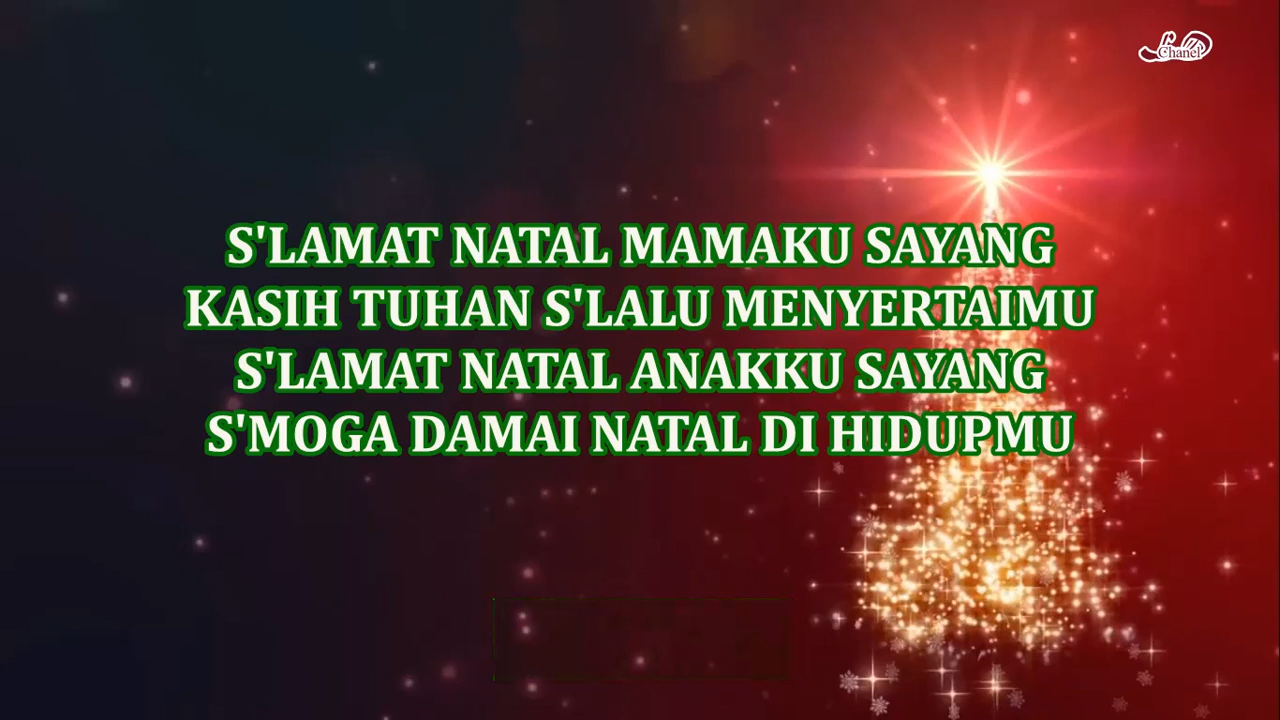 Chanel
S'LAMAT NATAL MAMAKU SAYANG
KASIH TUHAN S'LALU MENYERTAIMU
S'LAMAT NATAL ANAKKU SAYANG
S'MOGA DAMAI NATAL DI HIDUPMU